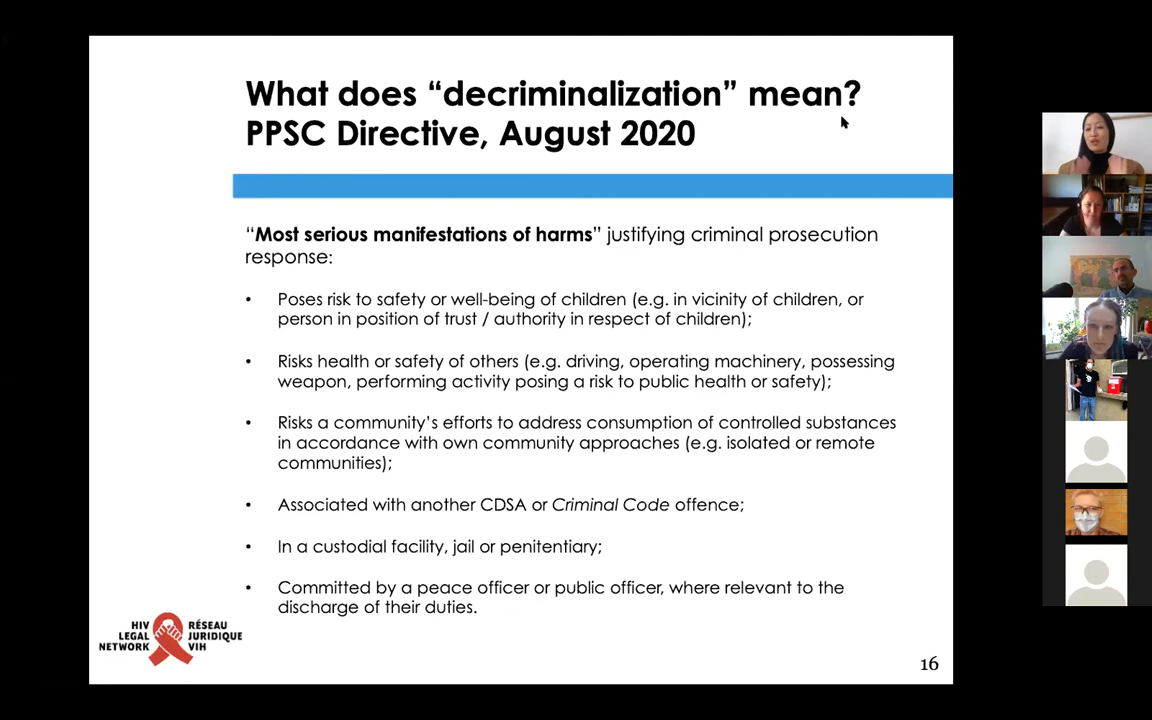 What does “decriminalization” mean?
PPSC Directive, August 2020
“Most serious manifestations of harms” justifying criminal prosecution
response:
• Poses risk to safety or well-being of children (e.g. in vicinity of children, or
person in position of trust / authority in respect of children);
• Risks health or safety of others (e.g. driving, operating machinery, possessing
weapon, performing activity posing a risk to public health or safety);
• Risks a community’s efforts to address consumption of controlled substances
in accordance with own community approaches (e.g. isolated or remote
communities);
• Associated with another CDSA or Criminal Code offence;
• In a custodial facility, jail or penitentiary;
• Committed by a peace officer or public officer, where relevant to the
discharge of their duties.
HIV
LEGAL
NETWORK
RÉSEAU
JURIDIQUE
VIH
16